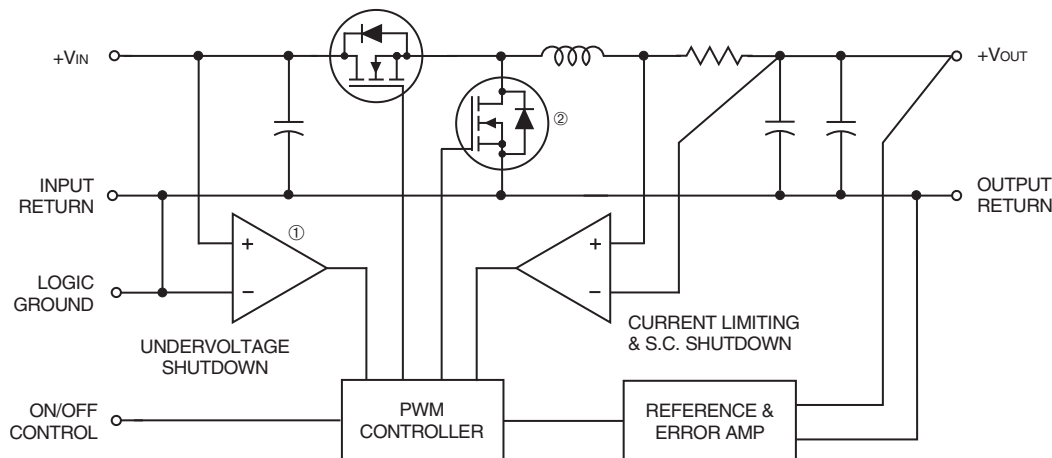 +VIN
+VOUT
②
INPUT
RETURN
OUTPUT
RETURN
①
+
−
+
−
LOGIC
GROUND
UNDERVOLTAGE
SHUTDOWN
CURRENT LIMITING
& S.C. SHUTDOWN
ON/OFF
CONTROL
PWM
CONTROLLER
REFERENCE &
ERROR AMP